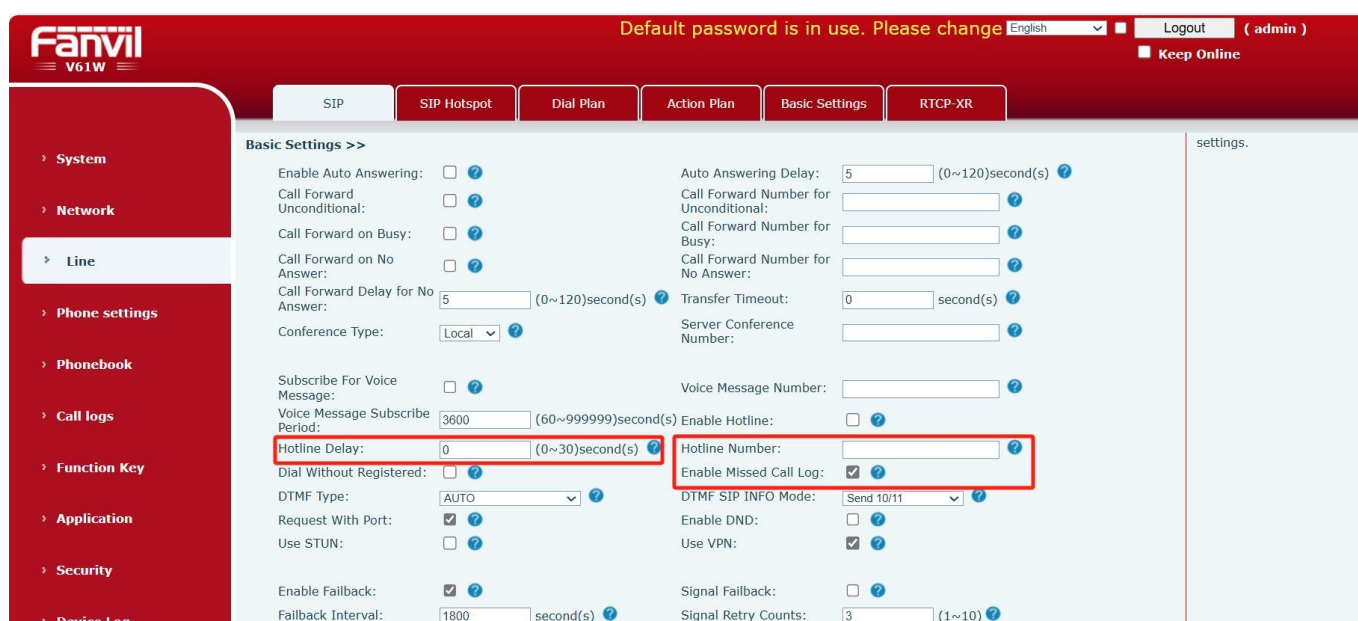 Default password is in use. Please change English Logout ( admin )
Fanvil
V61W
Keep Online
SIP SIP Hotspot Dial Plan Action Plan Basic Settings RTCP-XR
› System
› Network
› Line
› Phone settings
› Phonebook
› Call logs
› Function Key
› Application
› Security
› Device Log
Basic Settings >>
settings.
Enable Auto Answering: Auto Answering Delay: 5 (0~120)second(s)
Call Forward Unconditional: Call Forward Number for Unconditional:
Call Forward on Busy: Call Forward Number for Busy:
Call Forward on No Answer: Call Forward Number for No Answer:
Call Forward Delay for No Answer: 5 (0~120)second(s) Transfer Timeout: 0 second(s)
Conference Type: Local Server Conference Number:
Subscribe For Voice Message: Voice Message Number:
Voice Message Subscribe Period: 3600 (60~999999)second(s) Enable Hotline:
Hotline Delay: 0 (0~30)second(s) Hotline Number:
Dial Without Registered: Enable Missed Call Log:
DTMF Type: AUTO DTMF SIP INFO Mode: Send 10/11
Request With Port: Enable DND:
Use STUN: Use VPN:
Enable Failback: Signal Failback:
Failback Interval: 1800 second(s) Signal Retry Counts: 3 (1~10)